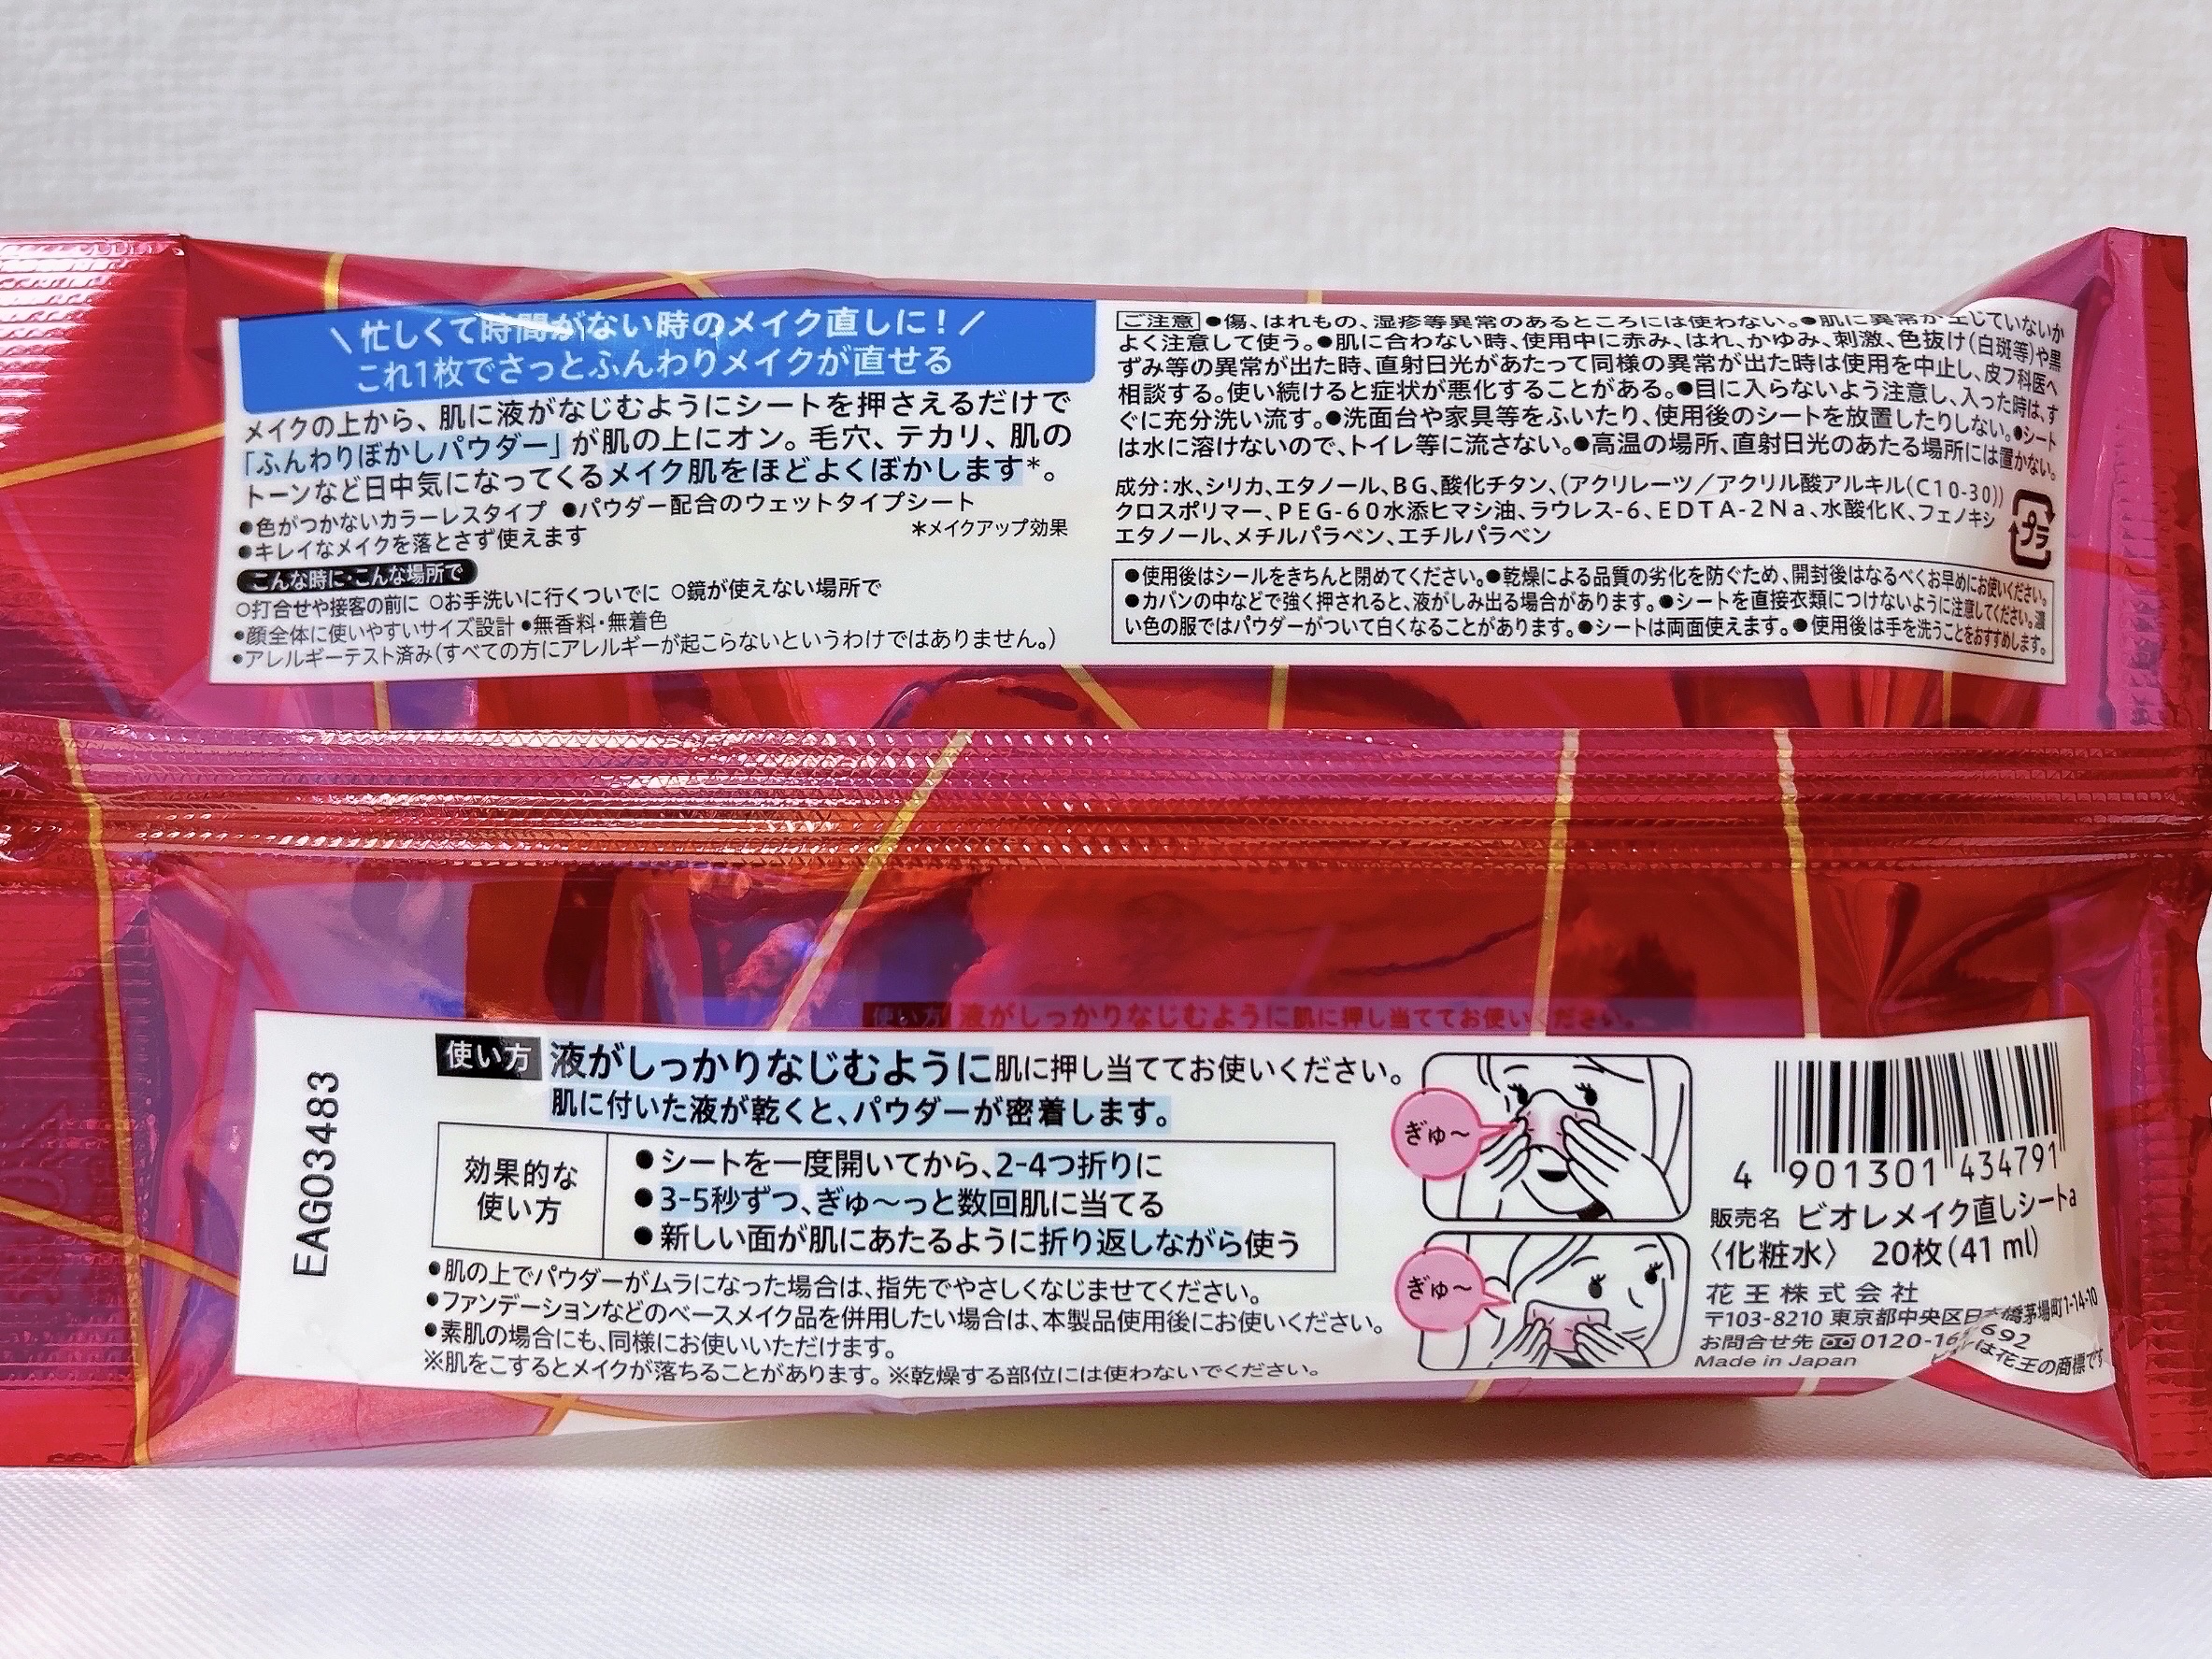 \ 忙しくて時間がない時のメイク直しに! /
これ1枚でさっとふんわりメイクが直せる
メイクの上から、肌に液がなじむようにシートを押さえるだけで
「ふんわりぼかしパウダー」が肌の上にオン。毛穴、テカリ、肌の
トーンなど日中気になってくるメイク肌をほどよくぼかします*。
●色がつかないカラーレスタイプ ●パウダー配合のウェットタイプシート
●キレイなメイクを落とさず使えます *メイクアップ効果
こんな時に・こんな場所で
○打合せや接客の前に ○お手洗いに行くついでに ○鏡が使えない場所で
●顔全体に使いやすいサイズ設計 ●無香料・無着色
●アレルギーテスト済み(すべての方にアレルギーが起こらないというわけではありません。)
ご注意 ●傷、はれもの、湿疹等異常のあるところには使わない。●肌に異常が生じていないか
よく注意して使う。●肌に合わない時、使用中に赤み、はれ、かゆみ、刺激、色抜け(白斑等)や黒
ずみ等の異常が出た時、直射日光があたって同様の異常が出た時は使用を中止し、皮フ科医へ
相談する。使い続けると症状が悪化することがある。●目に入らないよう注意し、入った時は、す
ぐに充分洗い流す。●洗面台や家具等をふいたり、使用後のシートを放置したりしない。●シート
は水に溶けないので、トイレ等に流さない。●高温の場所、直射日光のあたる場所には置かない。
成分:水、シリカ、エタノール、BG、酸化チタン、(アクリレーツ/アクリル酸アルキル(C10-30))
クロスポリマー、PEG-60水添ヒマシ油、ラウレス-6、EDTA-2Na、水酸化K、フェノキシ
エタノール、メチルパラベン、エチルパラベン
プラ
●使用後はシールをきちんと閉めてください。●乾燥による品質の劣化を防ぐため、開封後はなるべくお早めにお使いください。
●カバンの中などで強く押されると、液がしみ出る場合があります。●シートを直接衣類につけないように注意してください。濃
い色の服ではパウダーがついて白くなることがあります。●シートは両面使えます。●使用後は手を洗うことをおすすめします。
EAG034483
使い方 液がしっかりなじむように肌に押し当ててお使いください。
肌に付いた液が乾くと、パウダーが密着します。
効果的な
使い方
●シートを一度開いてから、2-4つ折りに
●3-5秒ずつ、ぎゅ〜っと数回肌に当てる
●新しい面が肌にあたるように折り返しながら使う
●肌の上でパウダーがムラになった場合は、指先でやさしくなじませてください。
●ファンデーションなどのベースメイク品を併用したい場合は、本製品使用後にお使いください。
●素肌の場合にも、同様にお使いいただけます。
※肌をこするとメイクが落ちることがあります。※乾燥する部位には使わないでください。
ぎゅ〜
ぎゅ〜
4 901301 434791
販売名 ビオレメイク直しシートa
〈化粧水〉 20枚(41 ml)
花王株式会社
〒103-8210 東京都中央区日本橋茅場町1-14-10
お問合せ先 0120-165-692
Made in Japan は花王の商標です